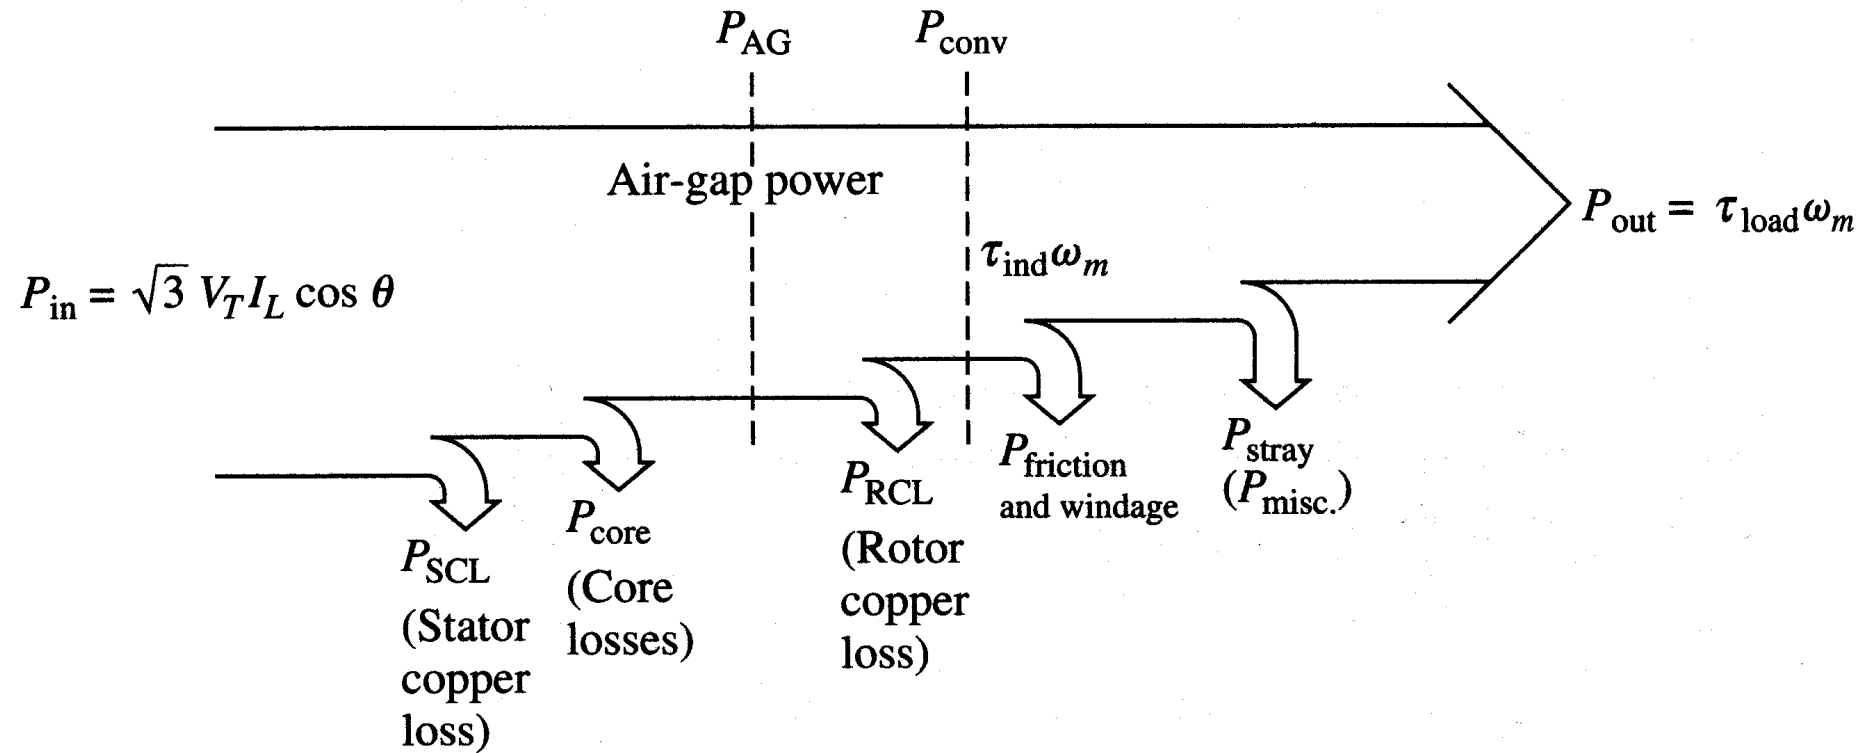 P_AG
P_conv
Air-gap power
P_out = τ_load ω_m
τ_ind ω_m
P_in = √3 V_T I_L cos θ
P_SCL
(Stator
copper
loss)
P_core
(Core
losses)
P_RCL
(Rotor
copper
loss)
P_friction
and windage
P_stray
(P_misc.)